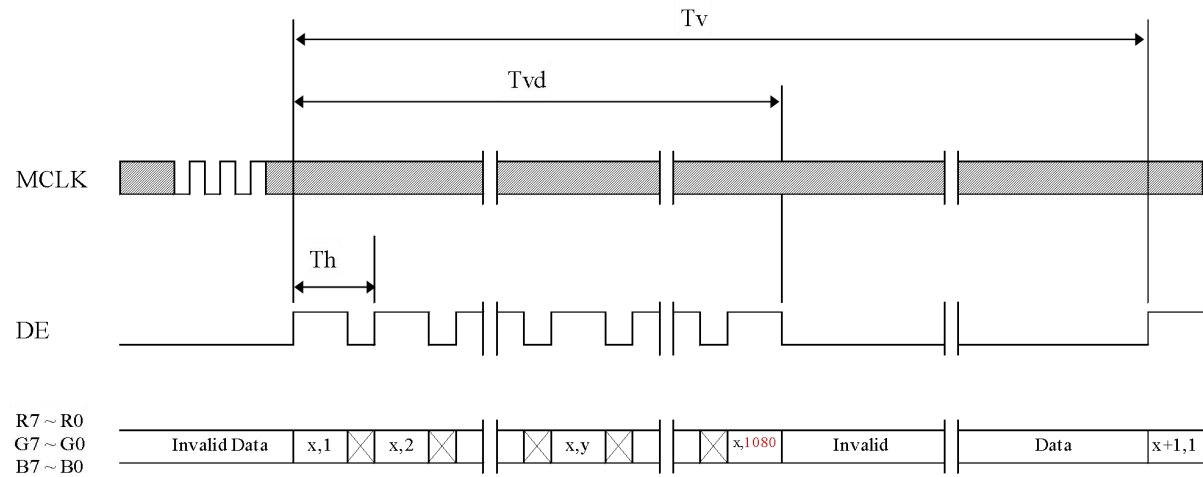 Tv
Tvd
MCLK
Th
DE
R7 ~ R0
G7 ~ G0
B7 ~ B0
Invalid Data x,1 x,2 x,y x,1080 Invalid Data x+1,1